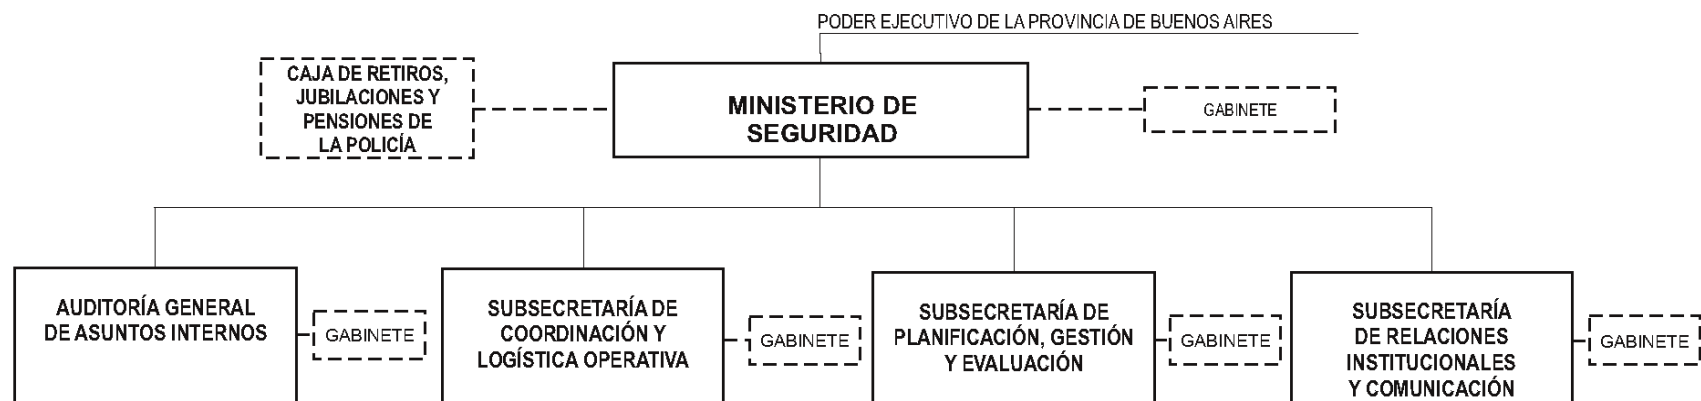 PODER EJECUTIVO DE LA PROVINCIA DE BUENOS AIRES
CAJA DE RETIROS,
JUBILACIONES Y
PENSIONES DE
LA POLICÍA
MINISTERIO DE
SEGURIDAD
GABINETE
AUDITORÍA GENERAL
DE ASUNTOS INTERNOS
GABINETE
SUBSECRETARÍA DE
COORDINACIÓN Y
LOGÍSTICA OPERATIVA
GABINETE
SUBSECRETARÍA DE
PLANIFICACIÓN, GESTIÓN
Y EVALUACIÓN
GABINETE
SUBSECRETARÍA
DE RELACIONES
INSTITUCIONALES
Y COMUNICACIÓN
GABINETE